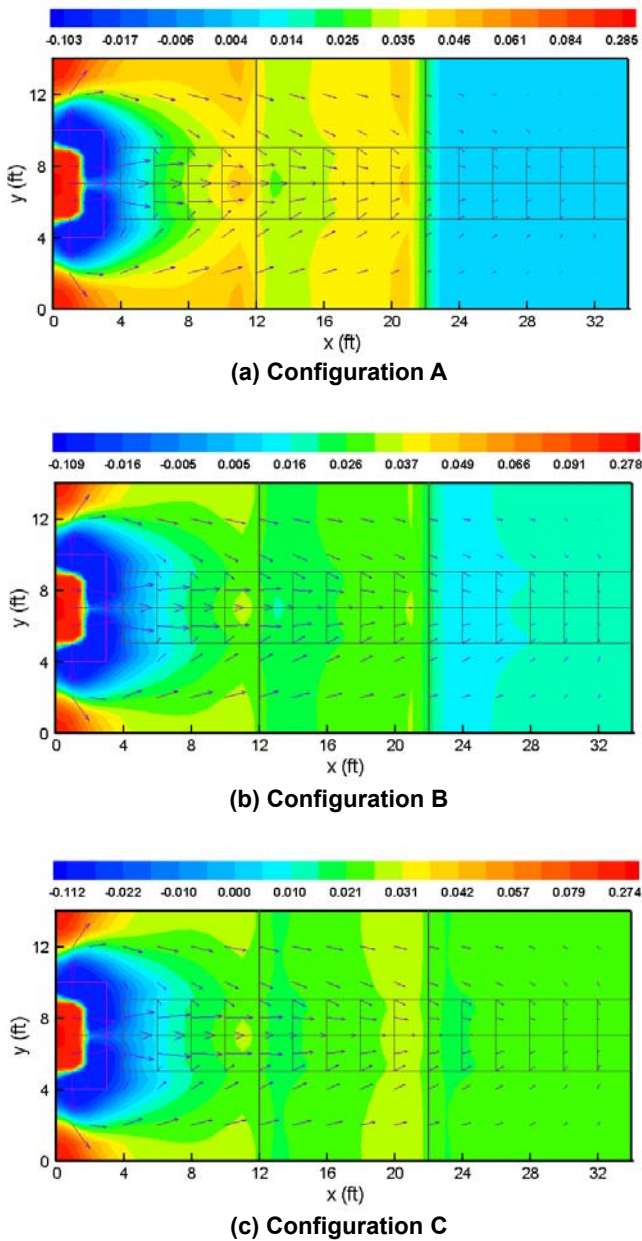 -0.103 -0.017 -0.006 0.004 0.014 0.025 0.035 0.046 0.061 0.084 0.285
12
8
4
0
y (ft)
0 4 8 12 16 20 24 28 32
x (ft)
(a) Configuration A
-0.109 -0.016 -0.005 0.005 0.016 0.026 0.037 0.049 0.066 0.091 0.278
12
8
4
0
y (ft)
0 4 8 12 16 20 24 28 32
x (ft)
(b) Configuration B
-0.112 -0.022 -0.010 0.000 0.010 0.021 0.031 0.042 0.057 0.079 0.274
12
8
4
0
y (ft)
0 4 8 12 16 20 24 28 32
x (ft)
(c) Configuration C